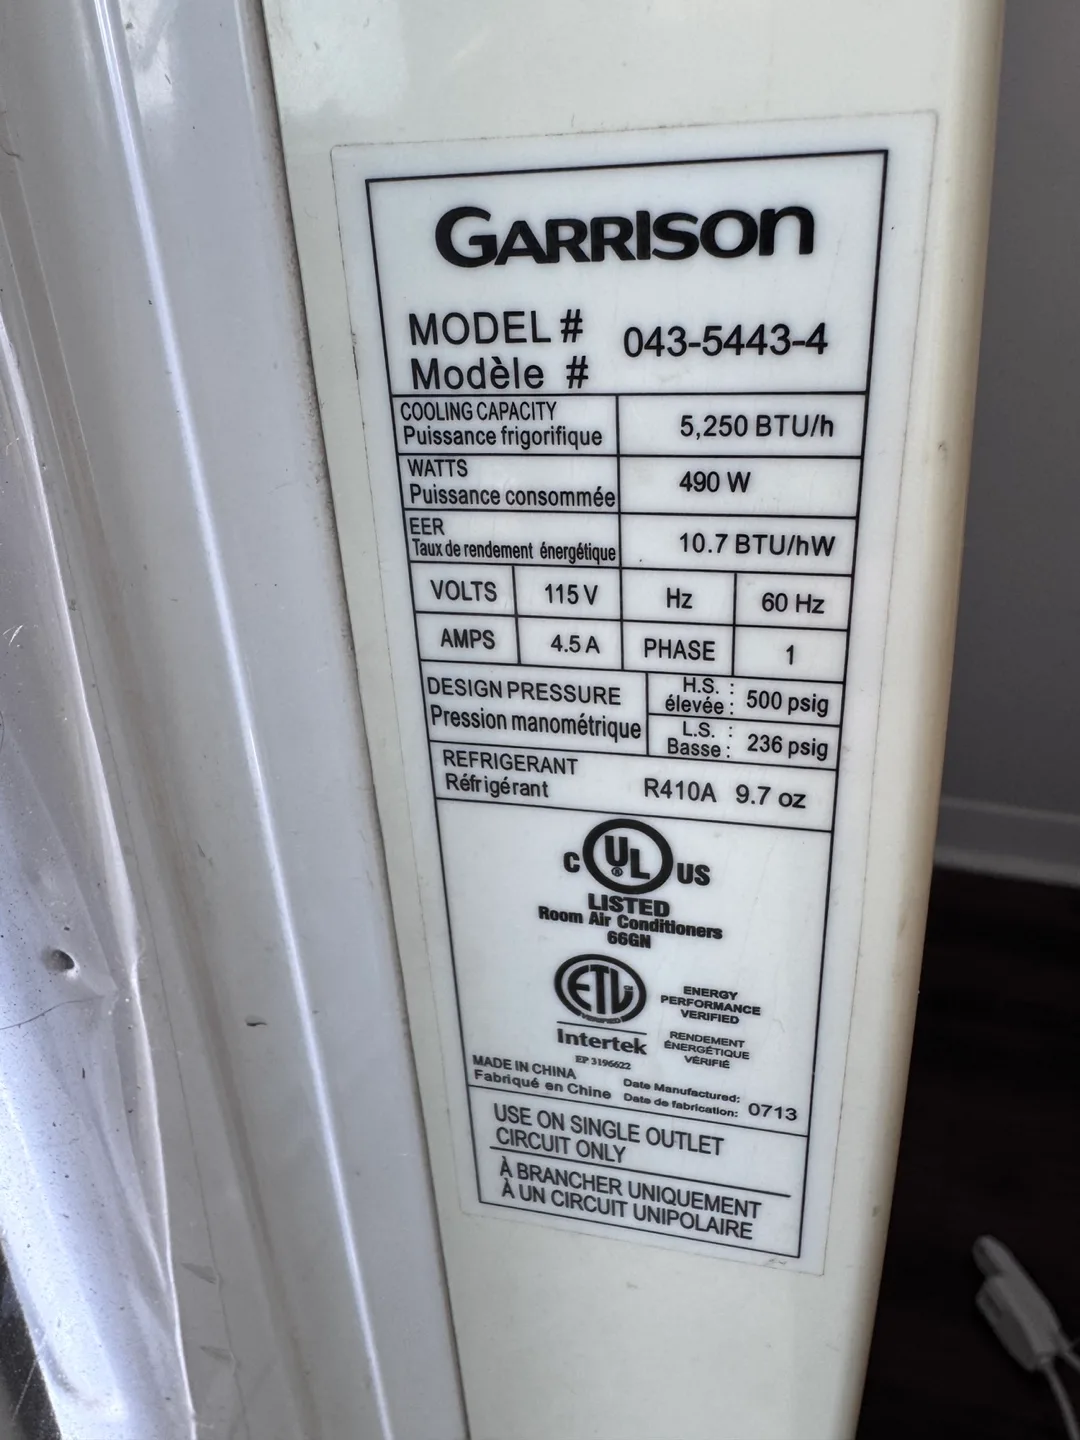 GARRISON
MODEL # 043-5443-4
Modèle #
COOLING CAPACITY 5,250 BTU/h
Puissance frigorifique
WATTS 490 W
Puissance consommée
EER 10.7 BTU/hW
Taux de rendement énergétique
VOLTS 115 V Hz 60 Hz
AMPS 4.5 A PHASE 1
DESIGN PRESSURE H.S. : 500 psig
Pression manométrique élevée :
L.S. : 236 psig
Basse :
REFRIGERANT R410A 9.7 oz
Réfrigérant
C UL ® US
LISTED
Room Air Conditioners
66GN
ETL ENERGY
PERFORMANCE
VERIFIED VERIFIED
Intertek RENDEMENT
ÉNERGÉTIQUE
VÉRIFIÉ
EP 3196622
MADE IN CHINA Date Manufactured: 0713
Fabriqué en Chine Date de fabrication:
USE ON SINGLE OUTLET
CIRCUIT ONLY
À BRANCHER UNIQUEMENT
À UN CIRCUIT UNIPOLAIRE